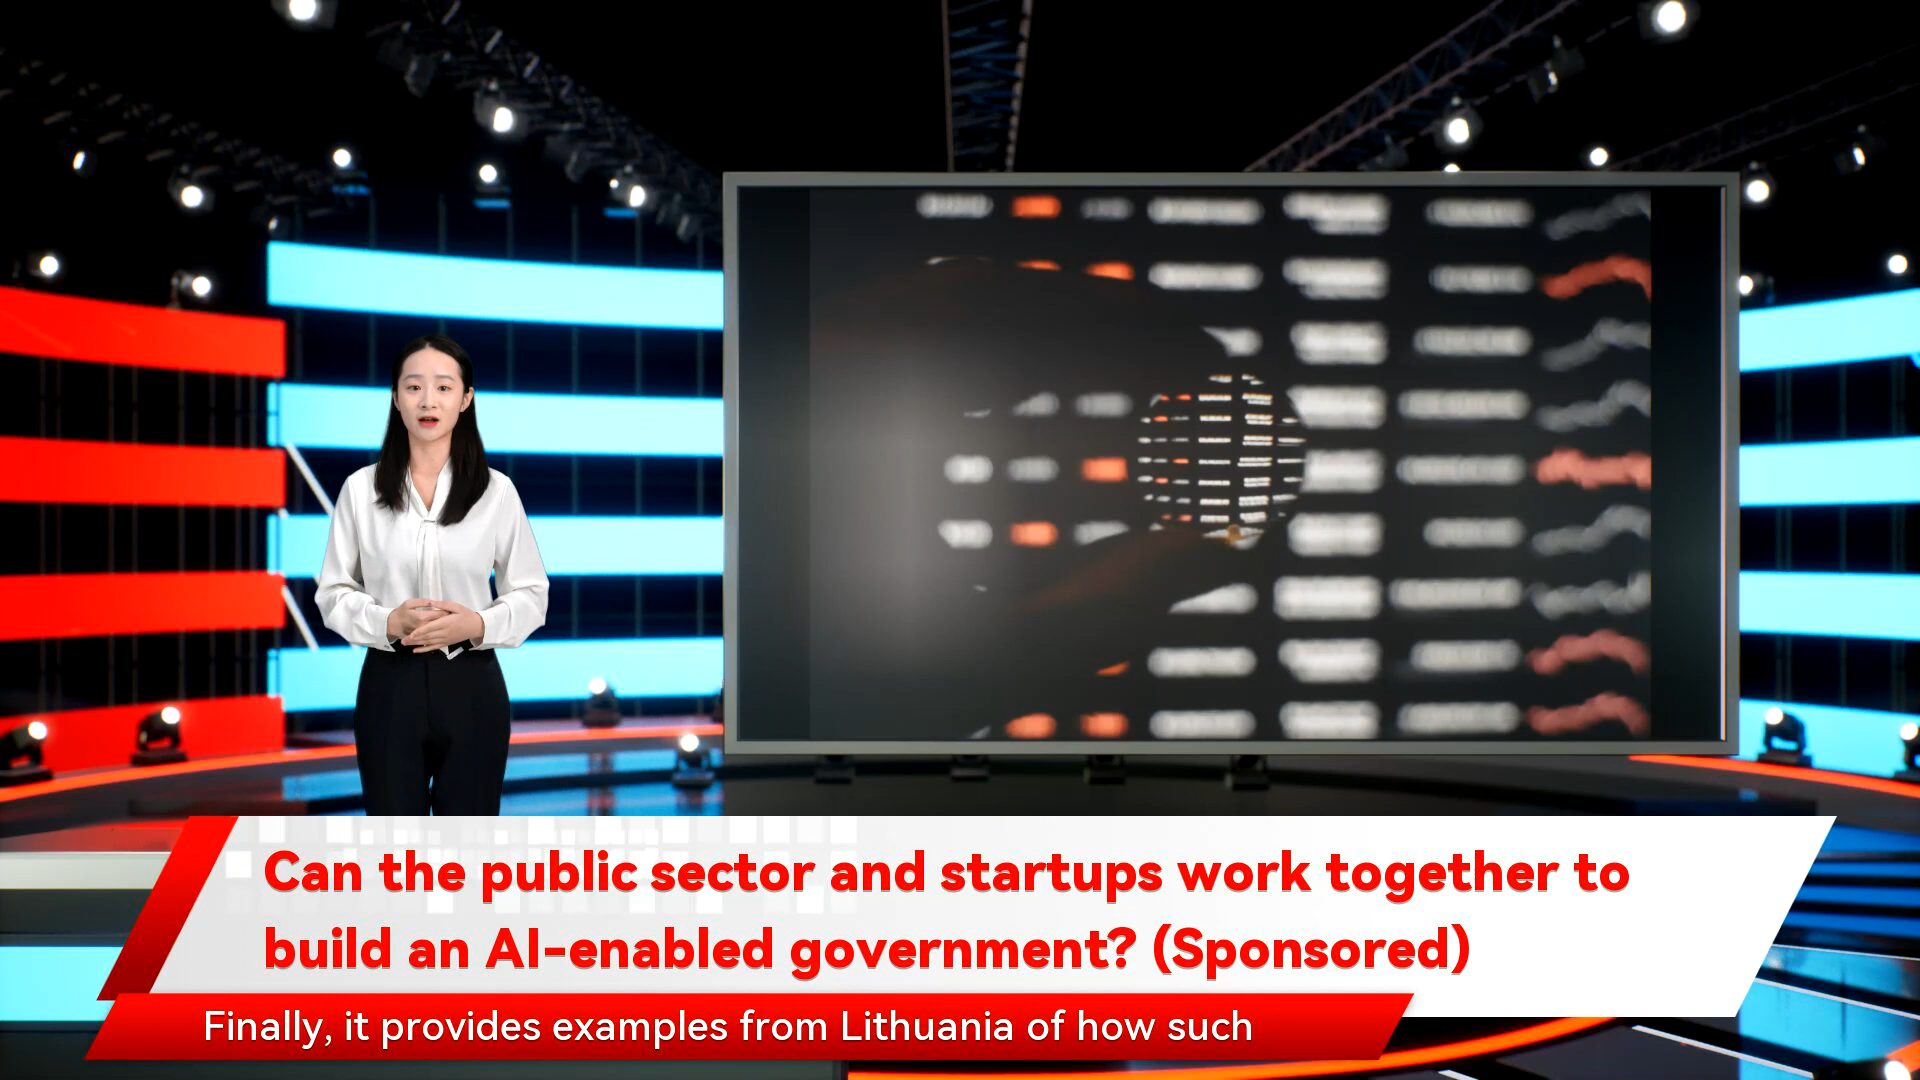 Can the public sector and startups work together to
build an AI-enabled government? (Sponsored)
Finally, it provides examples from Lithuania of how such